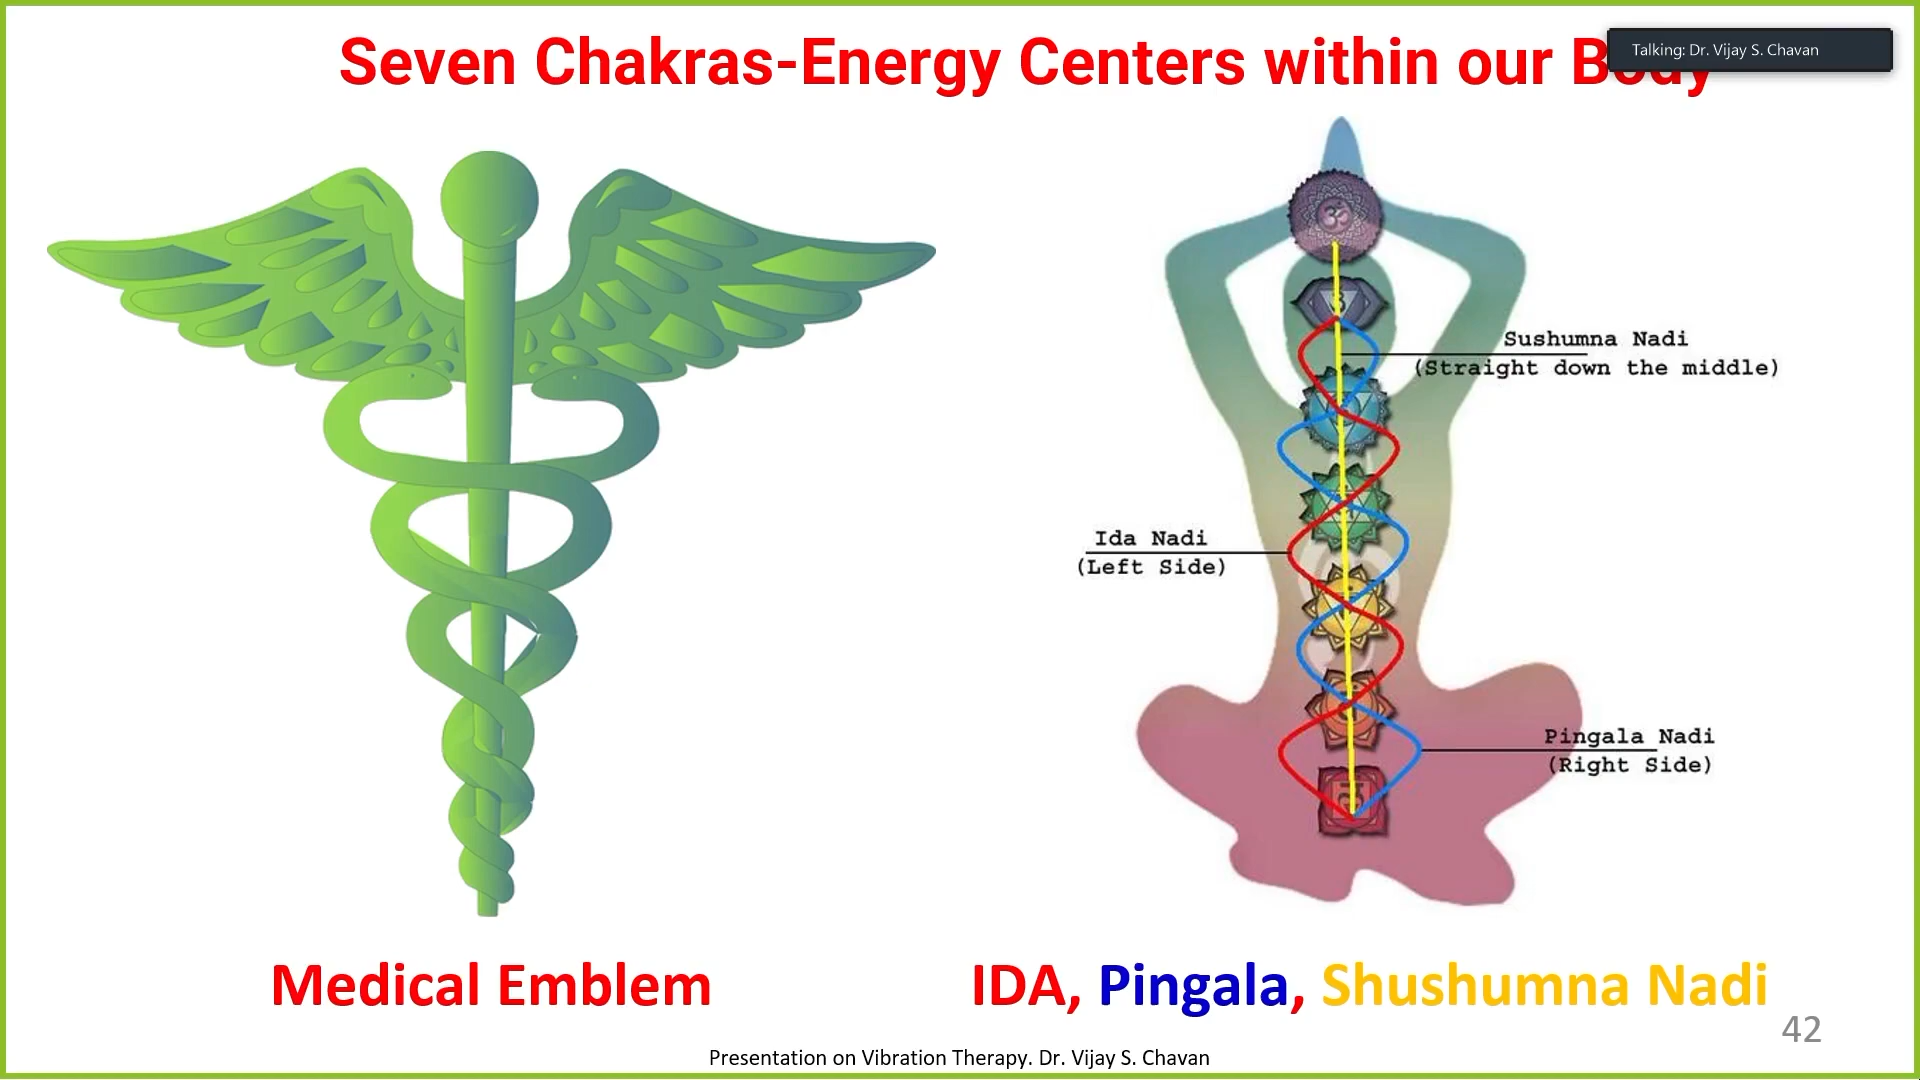 Seven Chakras-Energy Centers within our Body
Talking: Dr. Vijay S. Chavan
Sushumna Nadi
(Straight down the middle)
Ida Nadi
(Left Side)
Pingala Nadi
(Right Side)
Medical Emblem
IDA, Pingala, Shushumna Nadi
42
Presentation on Vibration Therapy. Dr. Vijay S. Chavan